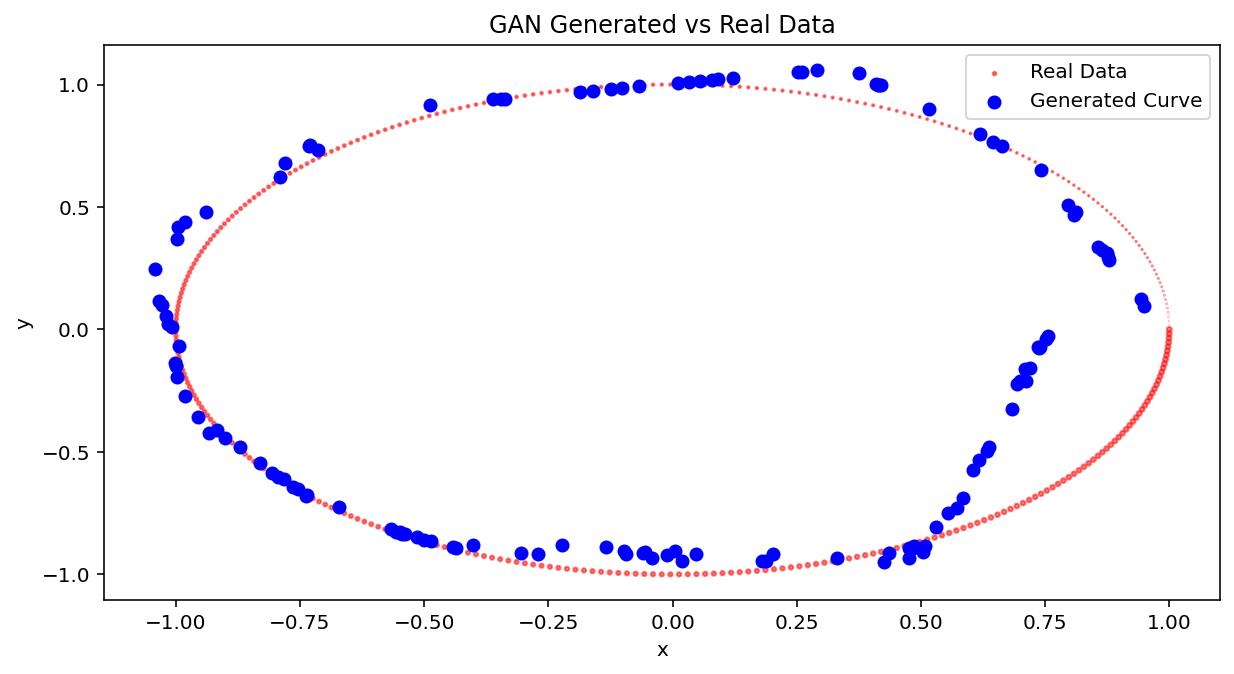 GAN Generated vs Real Data
Real Data
Generated Curve
y
1.0
0.5
0.0
−0.5
−1.0
−1.00 −0.75 −0.50 −0.25 0.00 0.25 0.50 0.75 1.00
x